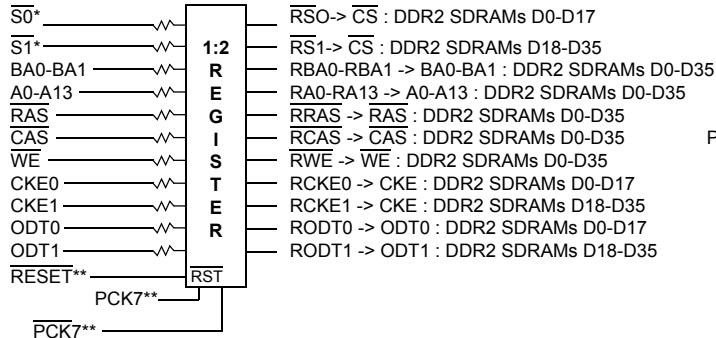 S0*
RSO-> CS : DDR2 SDRAMs D0-D17
S1*
1:2
RS1-> CS : DDR2 SDRAMs D18-D35
BA0-BA1
R
RBA0-RBA1 -> BA0-BA1 : DDR2 SDRAMs D0-D35
A0-A13
E
RA0-RA13 -> A0-A13 : DDR2 SDRAMs D0-D35
RAS
G
RRAS -> RAS : DDR2 SDRAMs D0-D35
CAS
I
RCAS -> CAS : DDR2 SDRAMs D0-D35
P
WE
S
RWE -> WE : DDR2 SDRAMs D0-D35
CKE0
T
RCKE0 -> CKE : DDR2 SDRAMs D0-D17
CKE1
E
RCKE1 -> CKE : DDR2 SDRAMs D18-D35
ODT0
R
RODT0 -> ODT0 : DDR2 SDRAMs D0-D17
ODT1
RODT1 -> ODT1 : DDR2 SDRAMs D18-D35
RESET**
RST
PCK7**
PCK7**